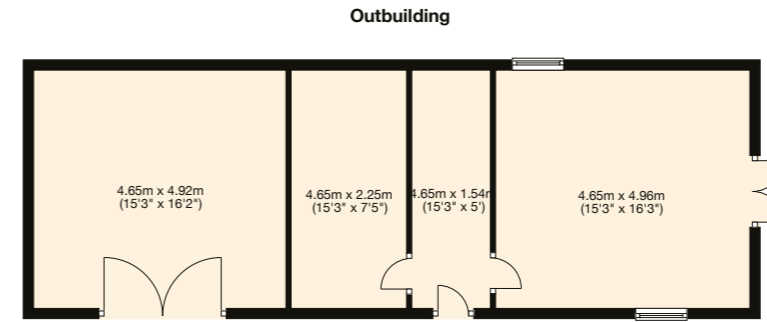 Outbuilding
4.65m x 4.92m
(15'3" x 16'2")
4.65m x 2.25m
(15'3" x 7'5")
4.65m x 1.54m
(15'3" x 5')
4.65m x 4.96m
(15'3" x 16'3")